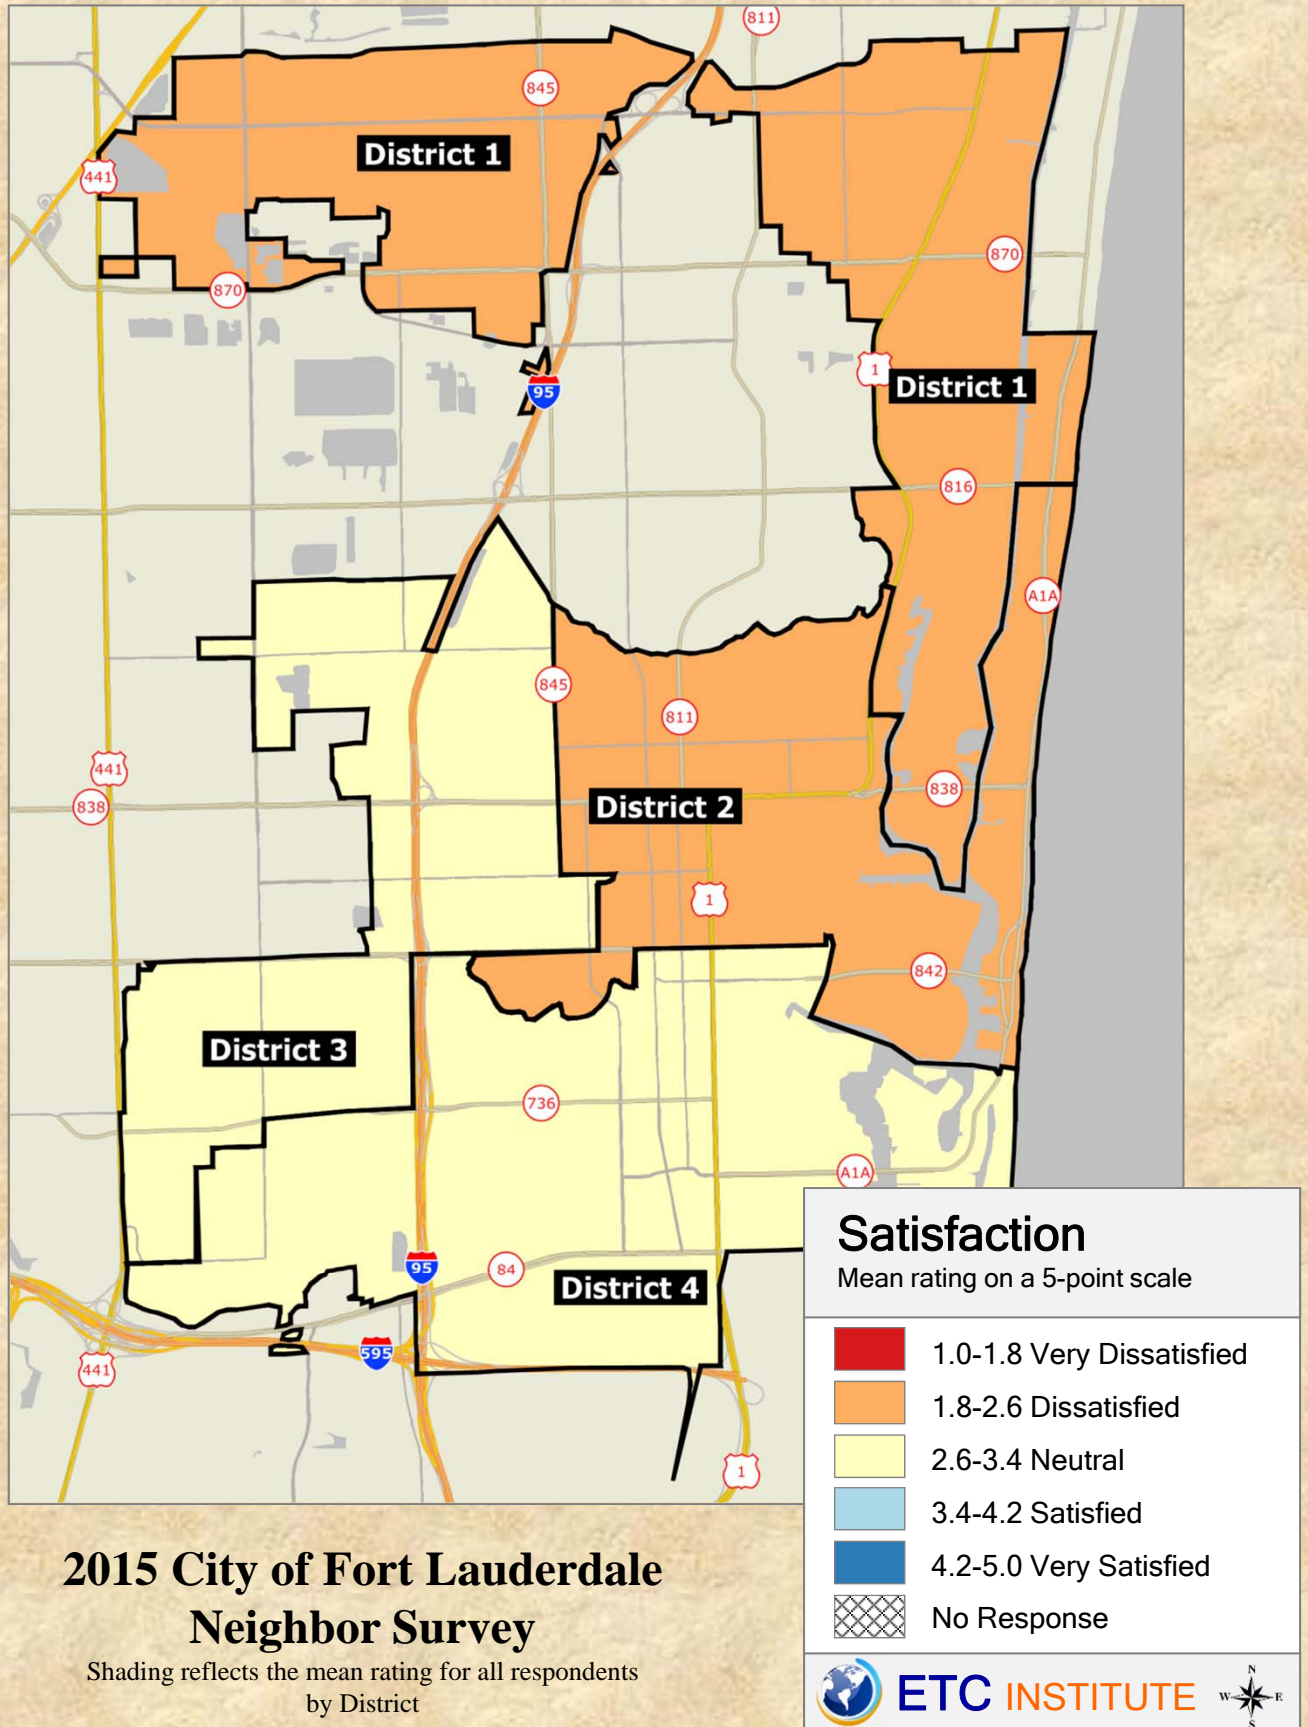 811
845
District 1
441
870
870
95
1
District 1
816
A1A
845
811
441
838
838
District 2
1
842
District 3
736
A1A
95
84
District 4
595
441
1
Satisfaction
Mean rating on a 5-point scale
1.0-1.8 Very Dissatisfied
1.8-2.6 Dissatisfied
2.6-3.4 Neutral
3.4-4.2 Satisfied
4.2-5.0 Very Satisfied
No Response
2015 City of Fort Lauderdale
Neighbor Survey
Shading reflects the mean rating for all respondents
by District
ETC INSTITUTE
N
W E
S